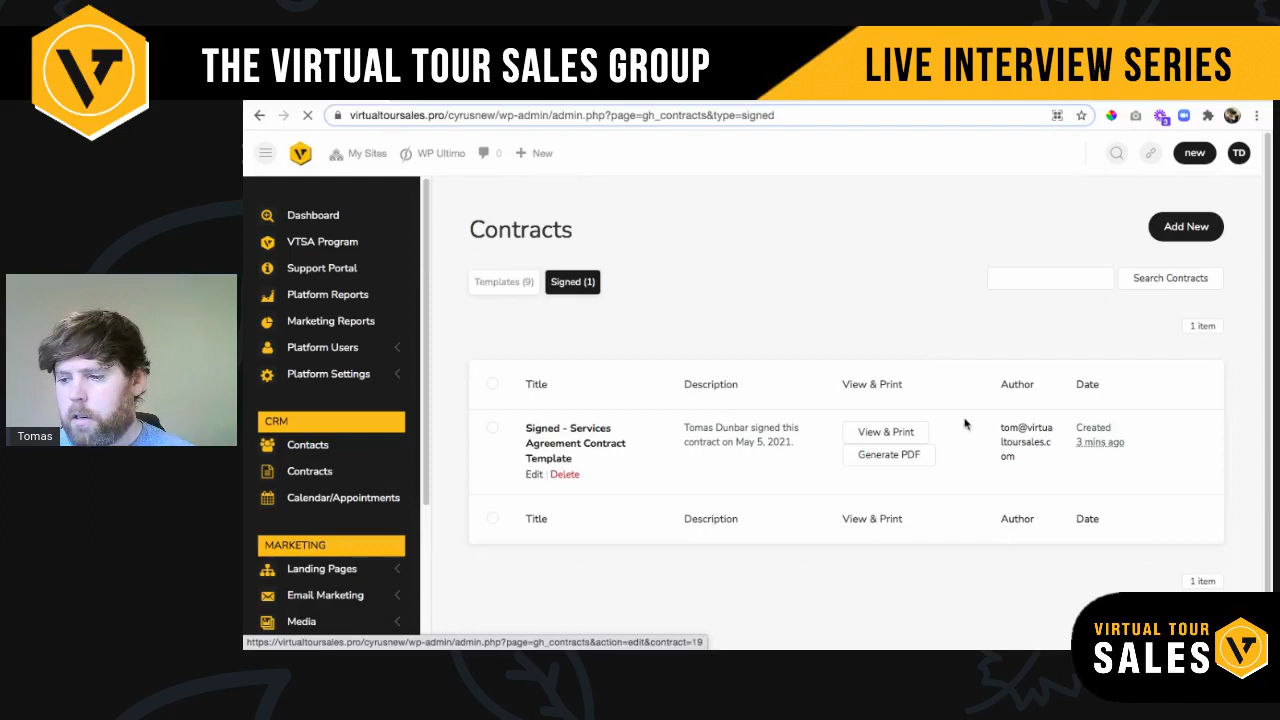 THE VIRTUAL TOUR SALES GROUP
LIVE INTERVIEW SERIES
virtualtoursales.pro/cyrusnew/wp-admin/admin.php?page=gh_contracts&type=signed
3
My Sites
WP Ultimo
0
New
new
TD
Dashboard
VTSA Program
Support Portal
Platform Reports
Marketing Reports
Platform Users
Platform Settings
CRM
Contacts
Contracts
Calendar/Appointments
MARKETING
Landing Pages
Email Marketing
Media
Contracts
Add New
Templates (9)
Signed (1)
Search Contracts
1 item
Title
Description
View & Print
Author
Date
Signed - Services
Agreement Contract
Template
Edit | Delete
Tomas Dunbar signed this
contract on May 5, 2021.
View & Print
Generate PDF
tom@virtua
ltoursales.c
om
Created
3 mins ago
Title
Description
View & Print
Author
Date
1 item
https://virtualtoursales.pro/cyrusnew/wp-admin/admin.php?page=gh_contracts&action=edit&contract=19
Tomas
VIRTUAL TOUR
SALES